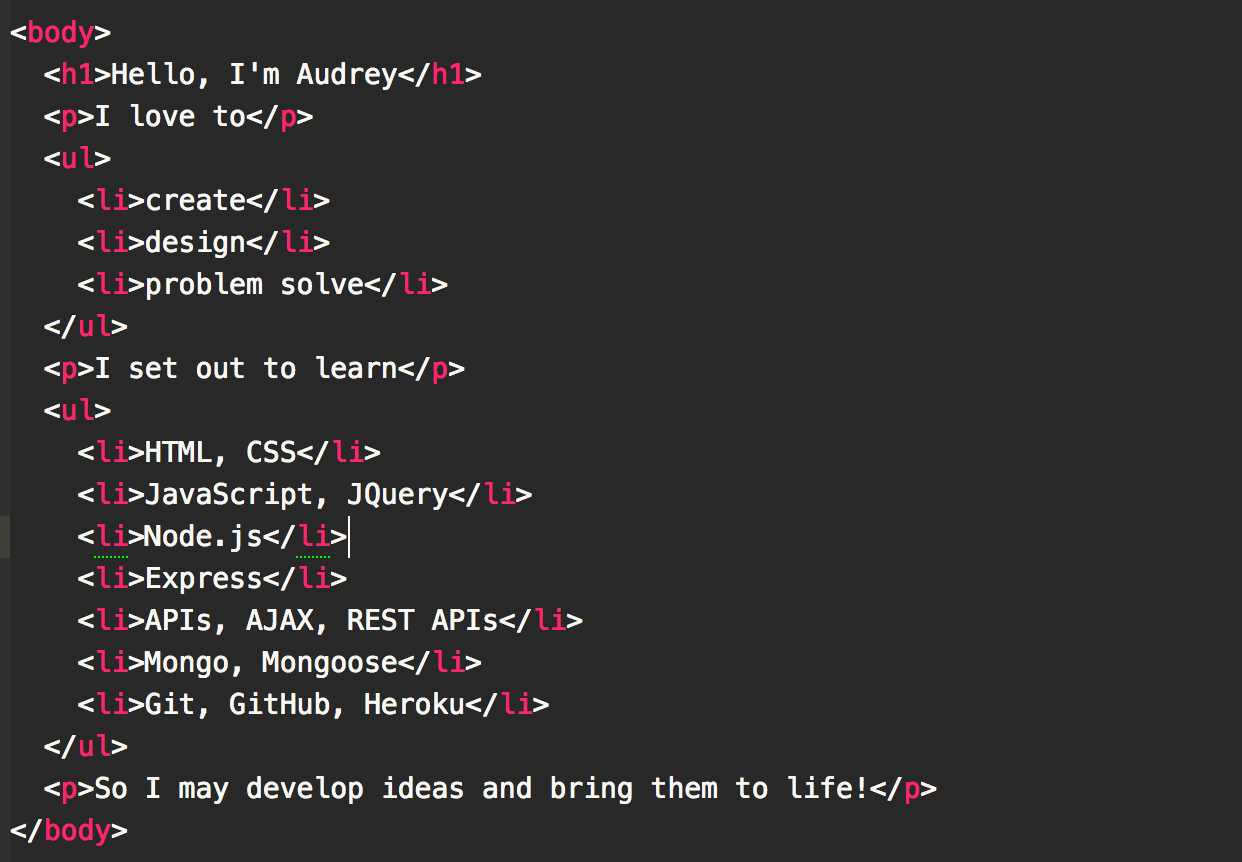 <body>
  <h1>Hello, I'm Audrey</h1>
  <p>I love to</p>
  <ul>
    <li>create</li>
    <li>design</li>
    <li>problem solve</li>
  </ul>
  <p>I set out to learn</p>
  <ul>
    <li>HTML, CSS</li>
    <li>JavaScript, JQuery</li>
    <li>Node.js</li>
    <li>Express</li>
    <li>APIs, AJAX, REST APIs</li>
    <li>Mongo, Mongoose</li>
    <li>Git, GitHub, Heroku</li>
  </ul>
  <p>So I may develop ideas and bring them to life!</p>
</body>